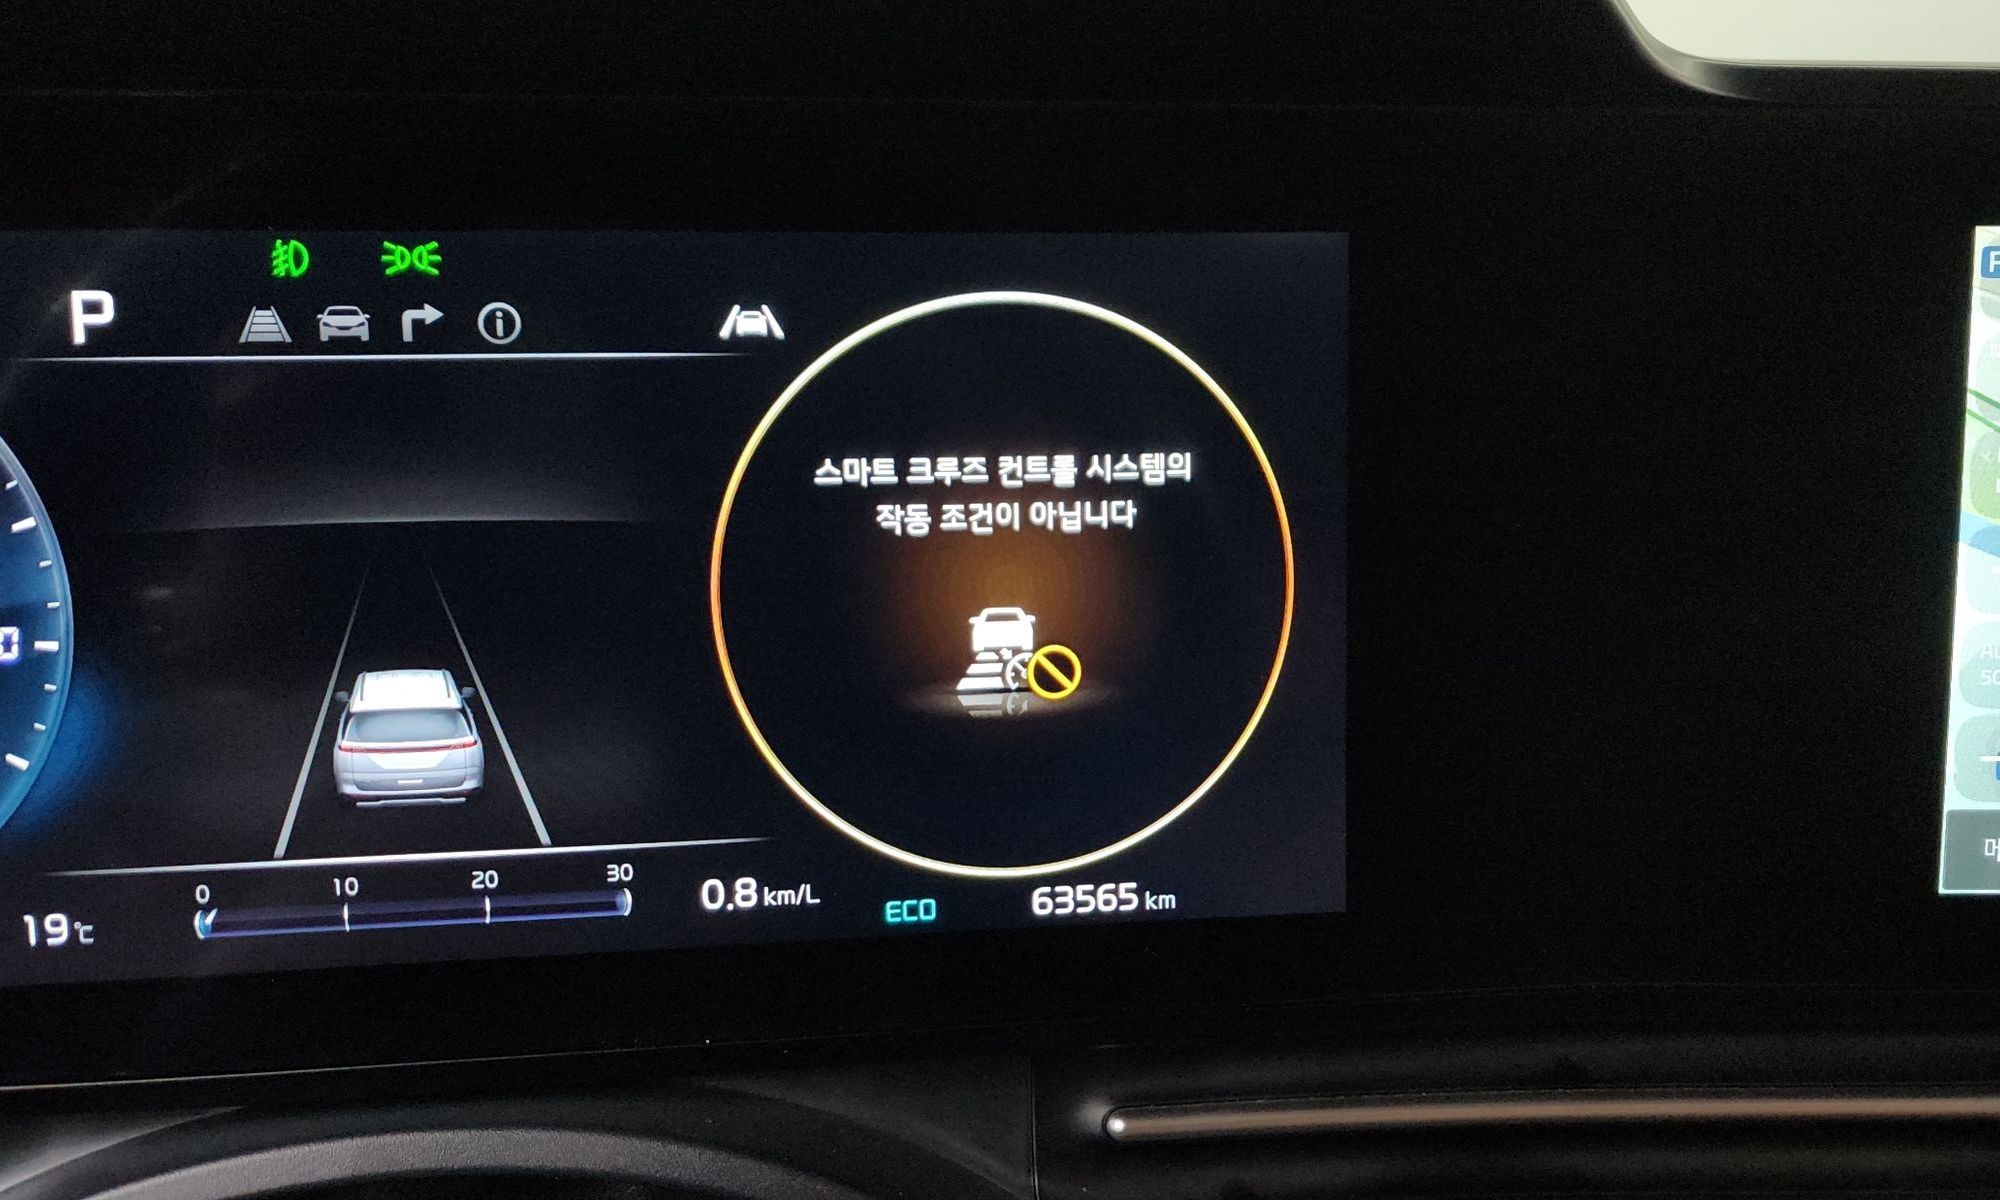 P
스마트 크루즈 컨트롤 시스템의
작동 조건이 아닙니다
0 10 20 30
19℃
0.8 km/L
ECO
63565 km